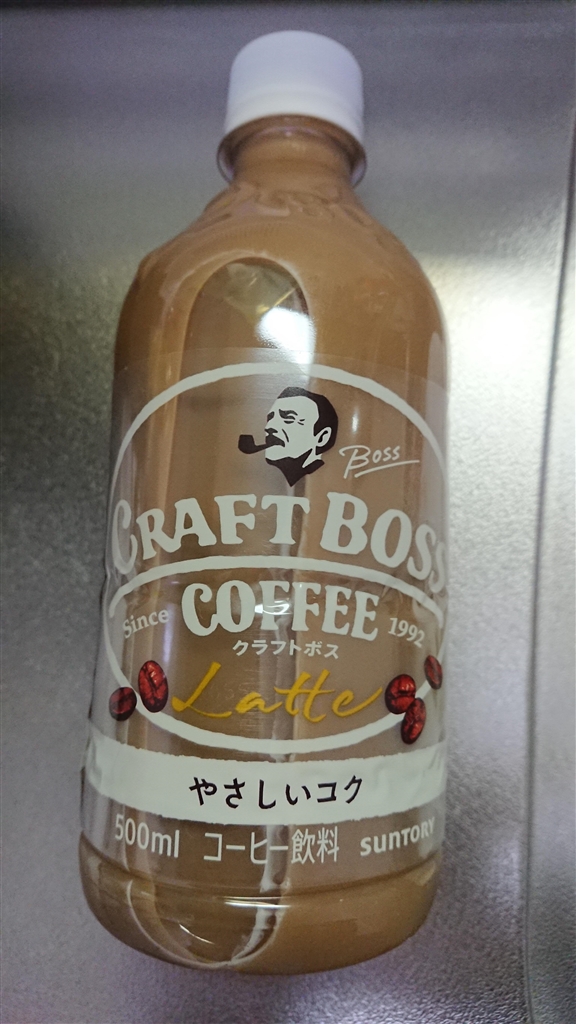 Boss
CRAFT BOSS
Since COFFEE 1992
クラフトボス
Latte
やさしいコク
500ml コーヒー飲料 SUNTORY